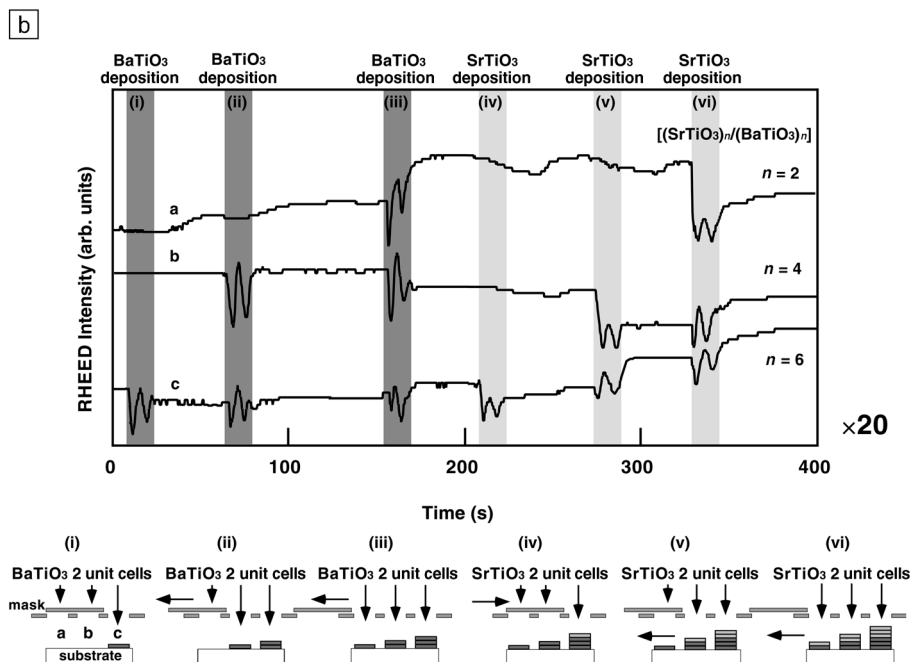 b
BaTiO3 deposition
BaTiO3 deposition
BaTiO3 deposition
SrTiO3 deposition
SrTiO3 deposition
SrTiO3 deposition
(i) (ii) (iii) (iv) (v) (vi)
[(SrTiO3)n/(BaTiO3)n]
n = 2
a
b
n = 4
n = 6
c
RHEED Intensity (arb. units)
×20
0 100 200 300 400
Time (s)
(i) (ii) (iii) (iv) (v) (vi)
BaTiO3 2 unit cells BaTiO3 2 unit cells BaTiO3 2 unit cells SrTiO3 2 unit cells SrTiO3 2 unit cells SrTiO3 2 unit cells
mask
a b c
substrate